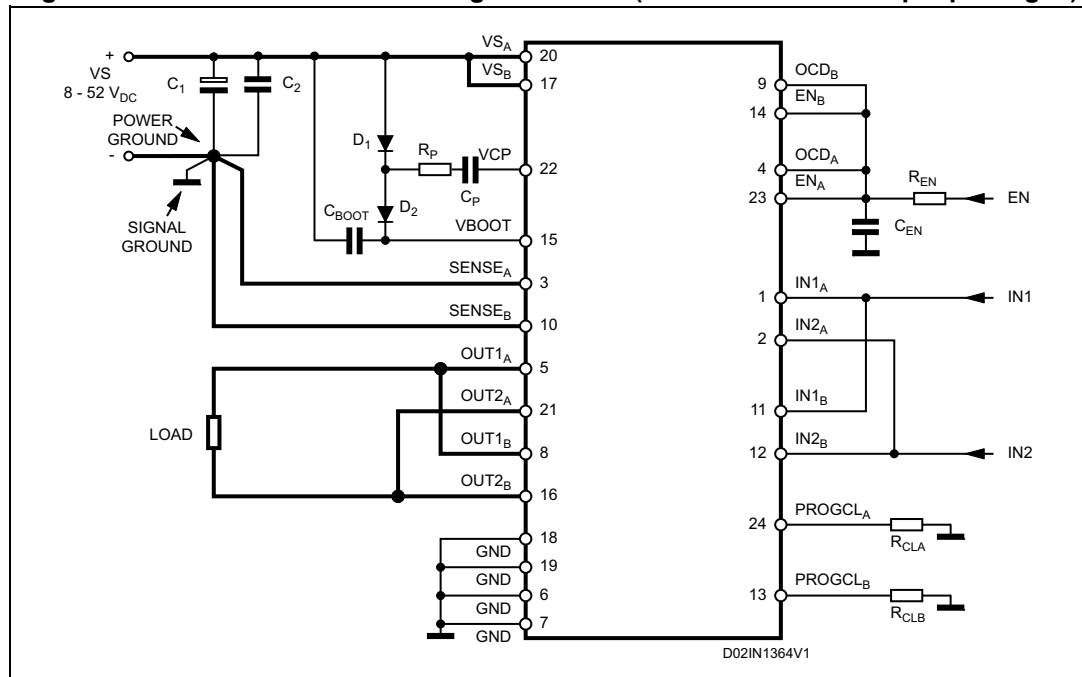 +
VS
8 - 52 V_DC
POWER
GROUND
-
SIGNAL
GROUND
C1
C2
D1
RP
CP
VCP
D2
CBOOT
VBOOT
VSA
20
VSB
17
22
15
SENSEA
3
SENSEB
10
OUT1A
5
OUT2A
21
OUT1B
8
OUT2B
16
LOAD
18
GND
19
GND
6
GND
7
GND
9
OCDB
ENB
14
OCDA
4
ENA
23
REN
EN
CEN
1
IN1A
IN1
2
IN2A
11
IN1B
12
IN2B
IN2
24
PROGCLA
RCLA
13
PROGCLB
RCLB
D02IN1364V1